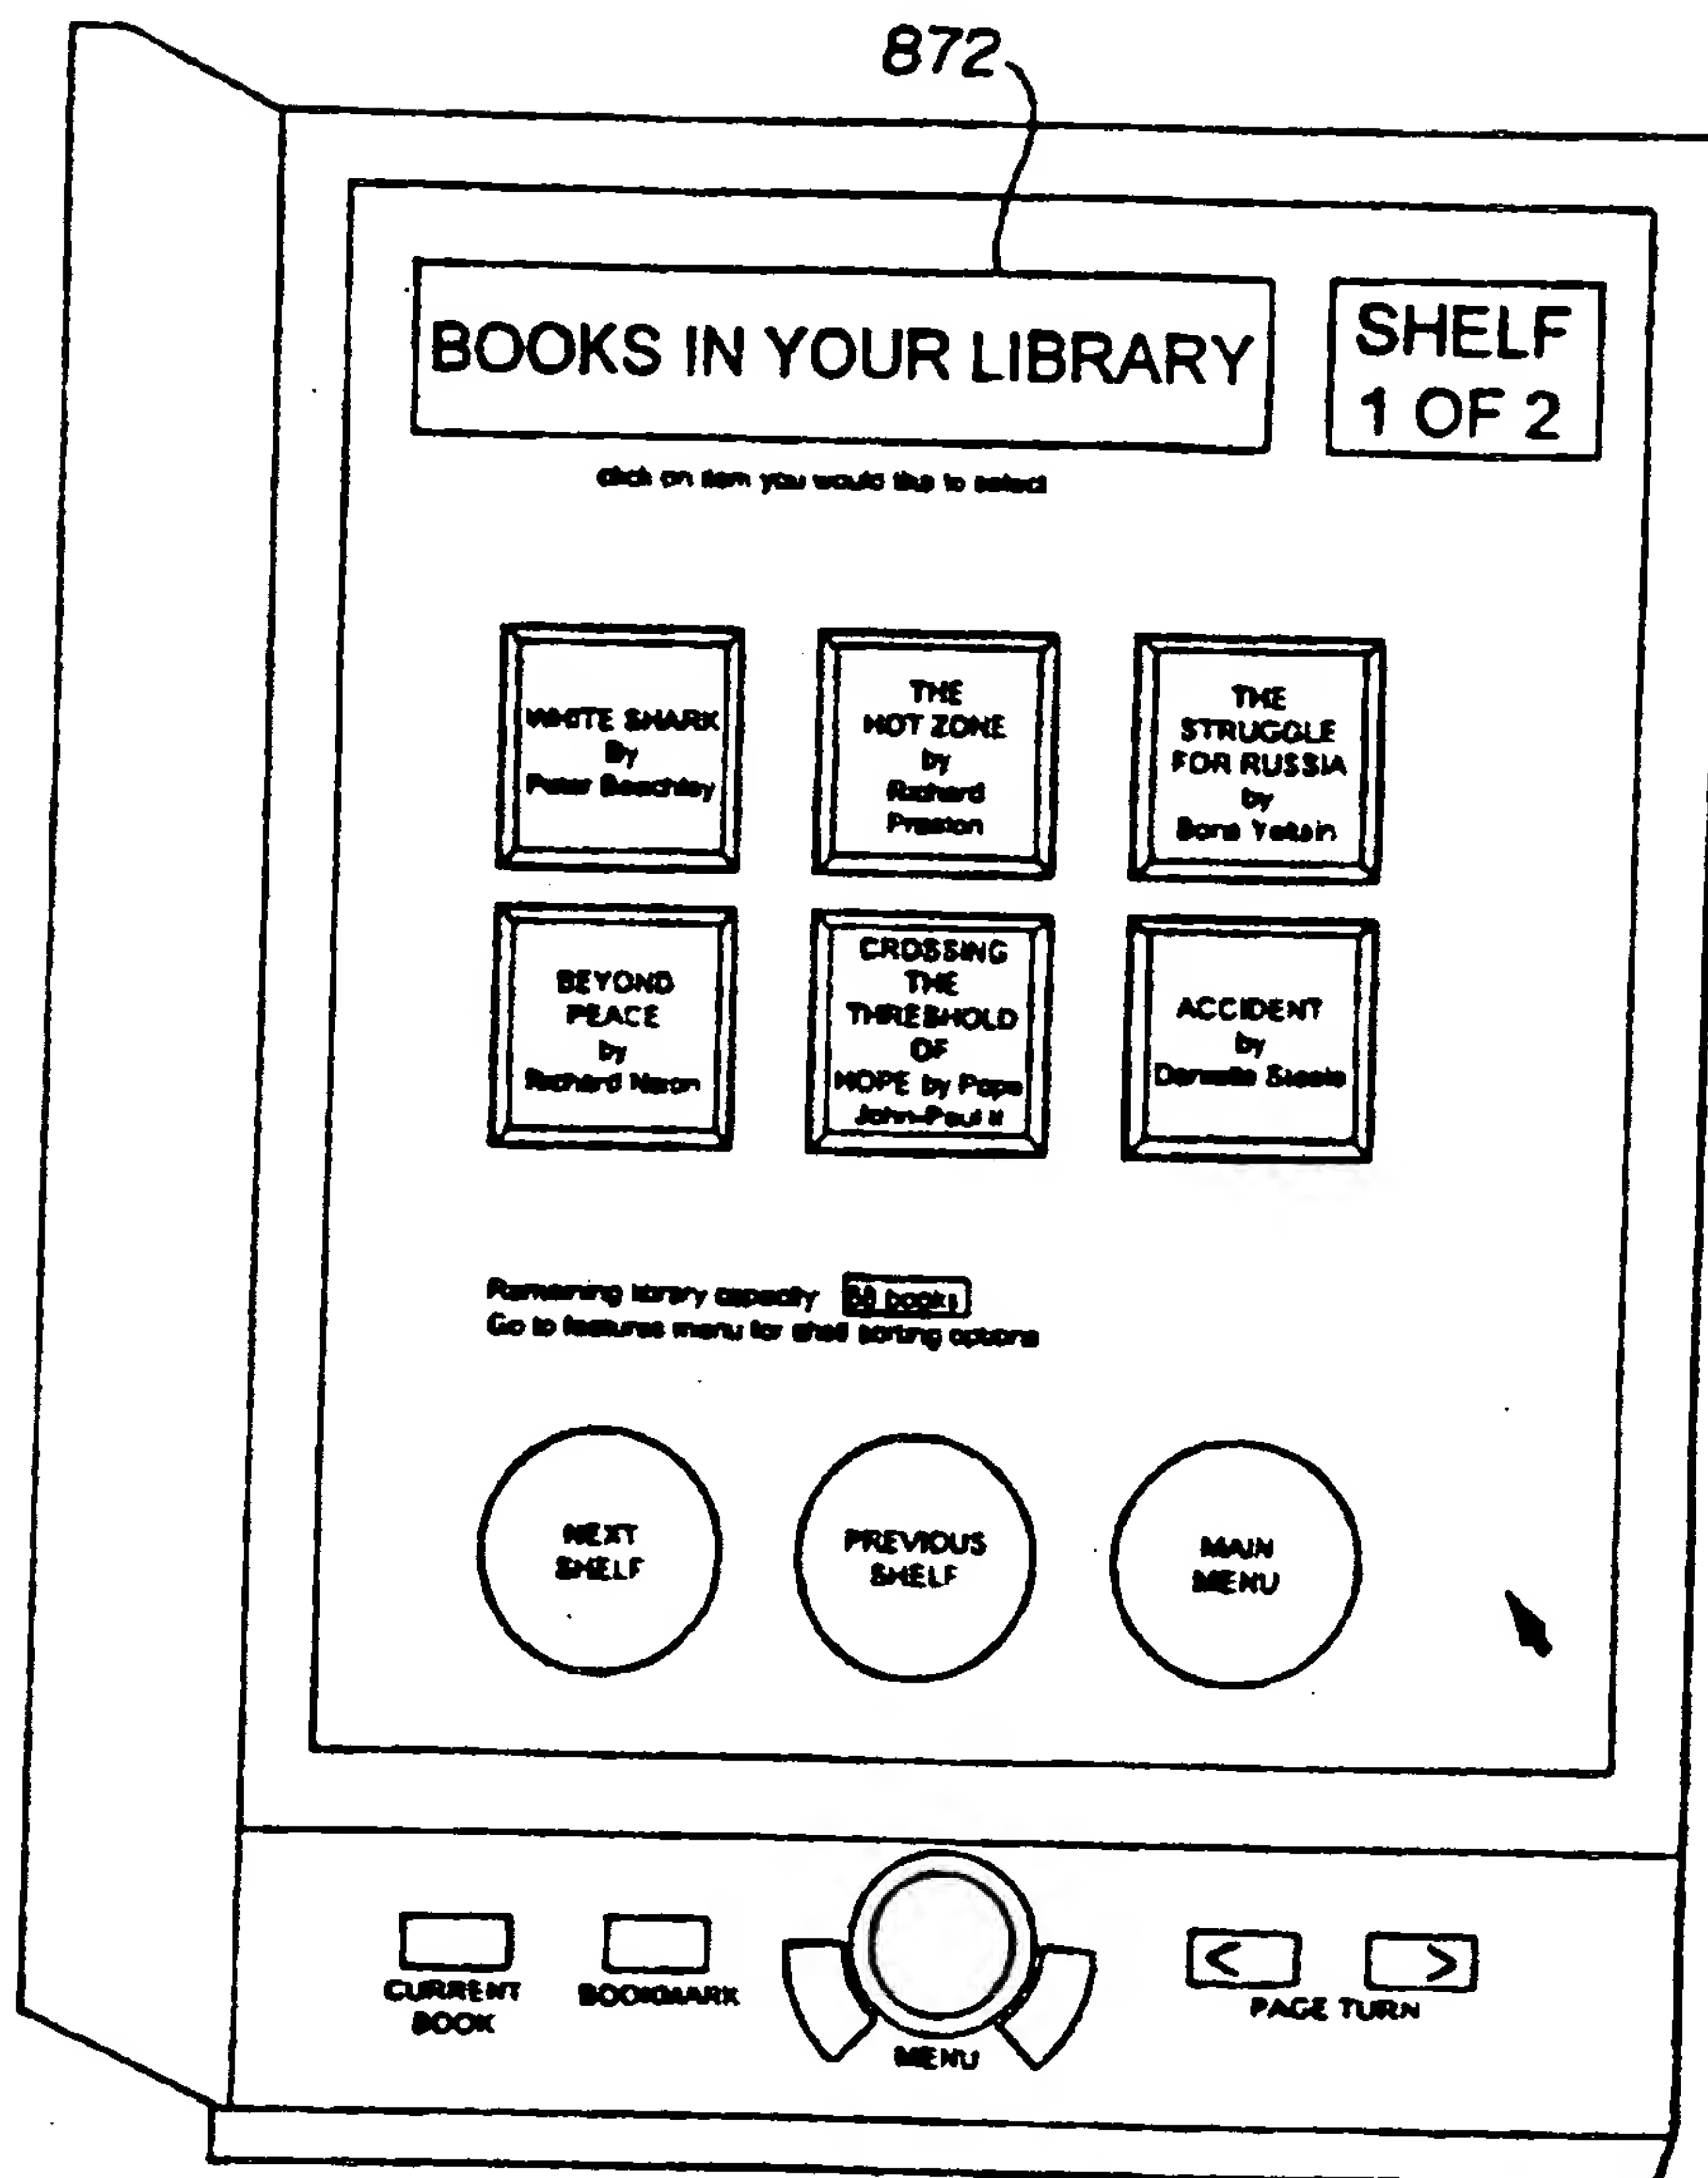 872
BOOKS IN YOUR LIBRARY
SHELF
1 OF 2
click on item you would like to select
WHITE SHARK
By
Peter Beachley
THE
HOT ZONE
by
Richard
Preston
THE
STRUGGLE
FOR RUSSIA
by
Boris Yeltsin
BEYOND
PEACE
by
Richard Nixon
CROSSING
THE
THRESHOLD
OF
HOPE by Pope
John-Paul II
ACCIDENT
by
Danielle Steele
Remaining library capacity books
Go to features menu for shelf sorting options
NEXT
SHELF
PREVIOUS
SHELF
MAIN
MENU
CURRENT
BOOK
BOOKMARK
MENU
< >
PAGE TURN